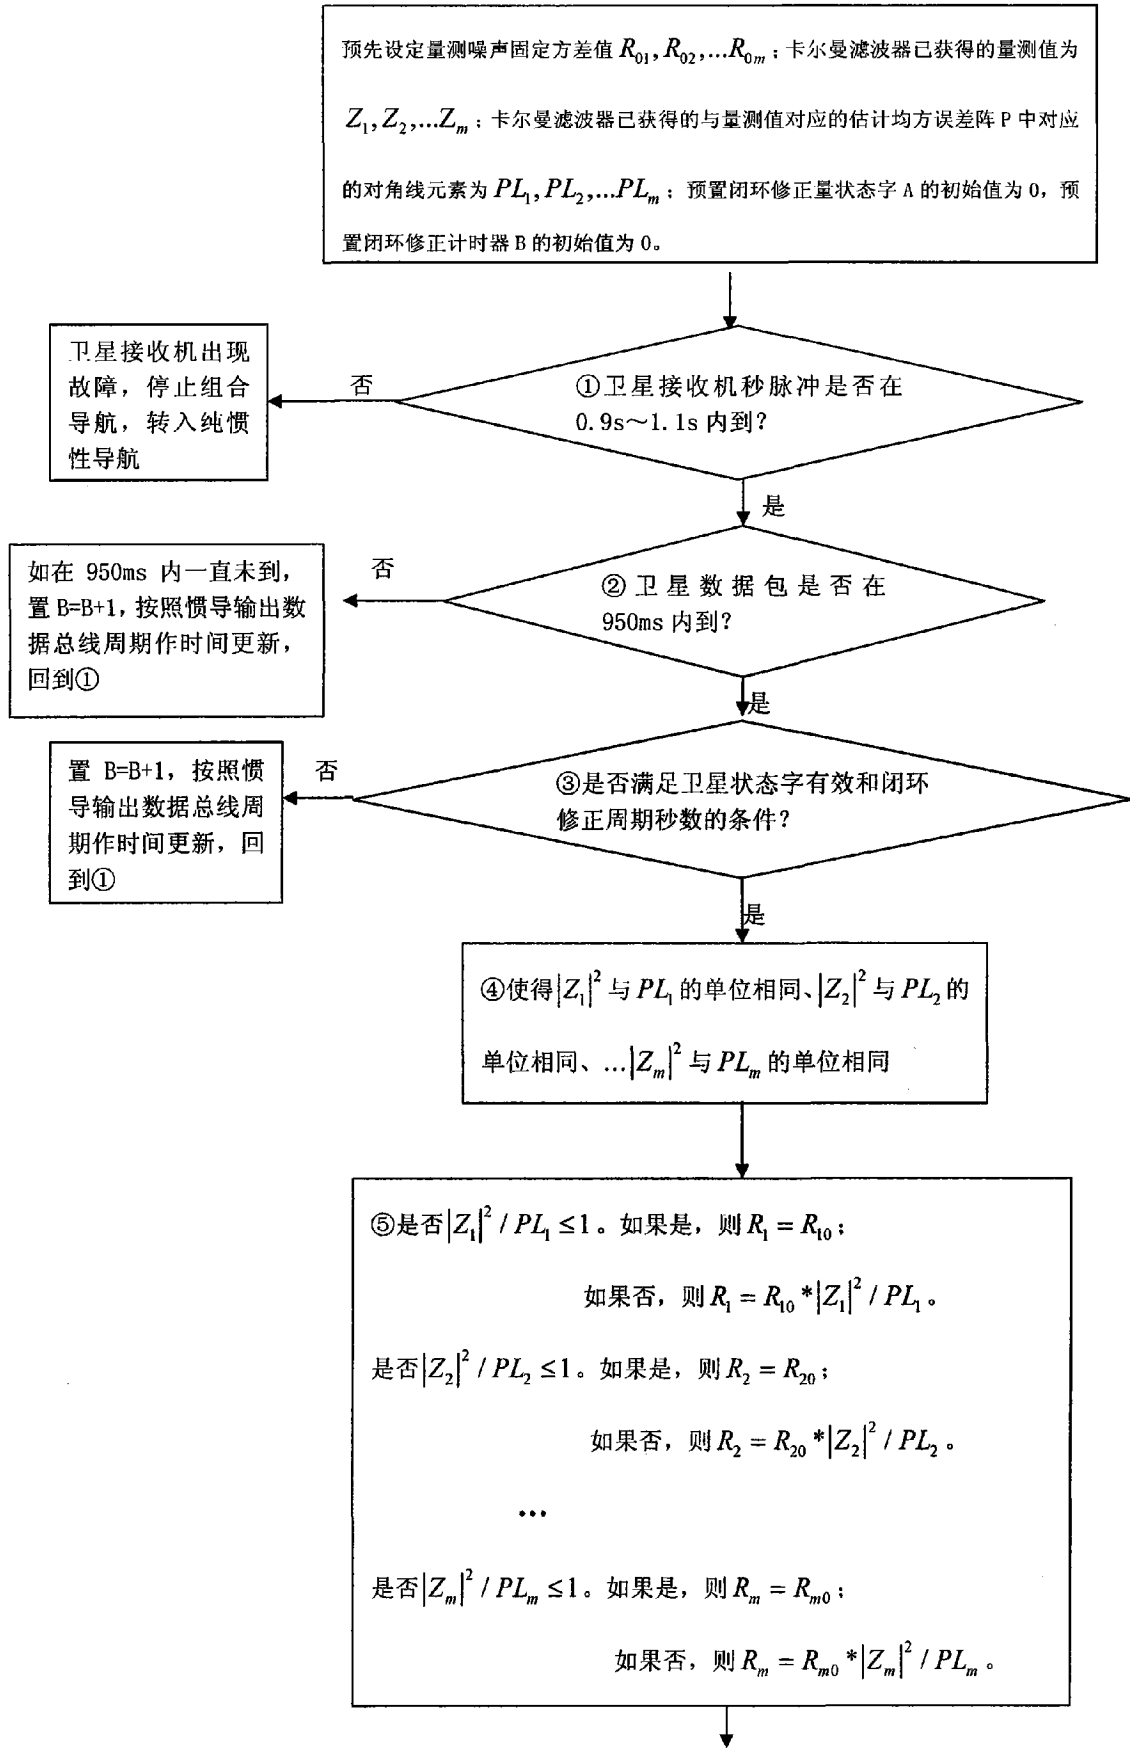 预先设定量测噪声固定方差值 R₀₁, R₀₂, ...R₀ₘ；卡尔曼滤波器已获得的量测值为
Z₁, Z₂, ...Zₘ；卡尔曼滤波器已获得的与量测值对应的估计均方误差阵 P 中对应
的对角线元素为 PL₁, PL₂, ...PLₘ；预置闭环修正量状态字 A 的初始值为 0，预
置闭环修正计时器 B 的初始值为 0。
①卫星接收机秒脉冲是否在
0.9s～1.1s 内到？
否
卫星接收机出现
故障，停止组合
导航，转入纯惯
性导航
是
②卫星数据包是否在
950ms 内到？
否
如在 950ms 内一直未到，
置 B=B+1，按照惯导输出数
据总线周期作时间更新，
回到①
是
③是否满足卫星状态字有效和闭环
修正周期秒数的条件？
否
置 B=B+1，按照惯
导输出数据总线周
期作时间更新，回
到①
是
④使得|Z₁|² 与 PL₁ 的单位相同、|Z₂|² 与 PL₂ 的
单位相同、…|Zₘ|² 与 PLₘ 的单位相同
⑤是否|Z₁|² / PL₁ ≤ 1。如果是，则 R₁ = R₁₀；
如果否，则 R₁ = R₁₀ *|Z₁|² / PL₁。
是否|Z₂|² / PL₂ ≤ 1。如果是，则 R₂ = R₂₀；
如果否，则 R₂ = R₂₀ *|Z₂|² / PL₂。
…
是否|Zₘ|² / PLₘ ≤ 1。如果是，则 Rₘ = Rₘ₀；
如果否，则 Rₘ = Rₘ₀ *|Zₘ|² / PLₘ。